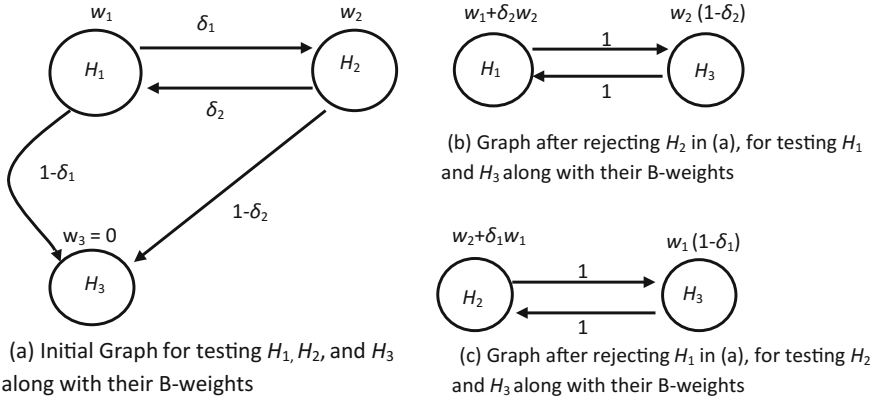 w₁
δ₁
w₂
H₁
H₂
δ₂
1-δ₁
1-δ₂
w₃ = 0
H₃
(a) Initial Graph for testing H₁, H₂, and H₃
along with their B-weights
w₁+δ₂w₂
w₂ (1-δ₂)
1
H₁
H₃
1
(b) Graph after rejecting H₂ in (a), for testing H₁
and H₃ along with their B-weights
w₂+δ₁w₁
w₁ (1-δ₁)
1
H₂
H₃
1
(c) Graph after rejecting H₁ in (a), for testing H₂
and H₃ along with their B-weights